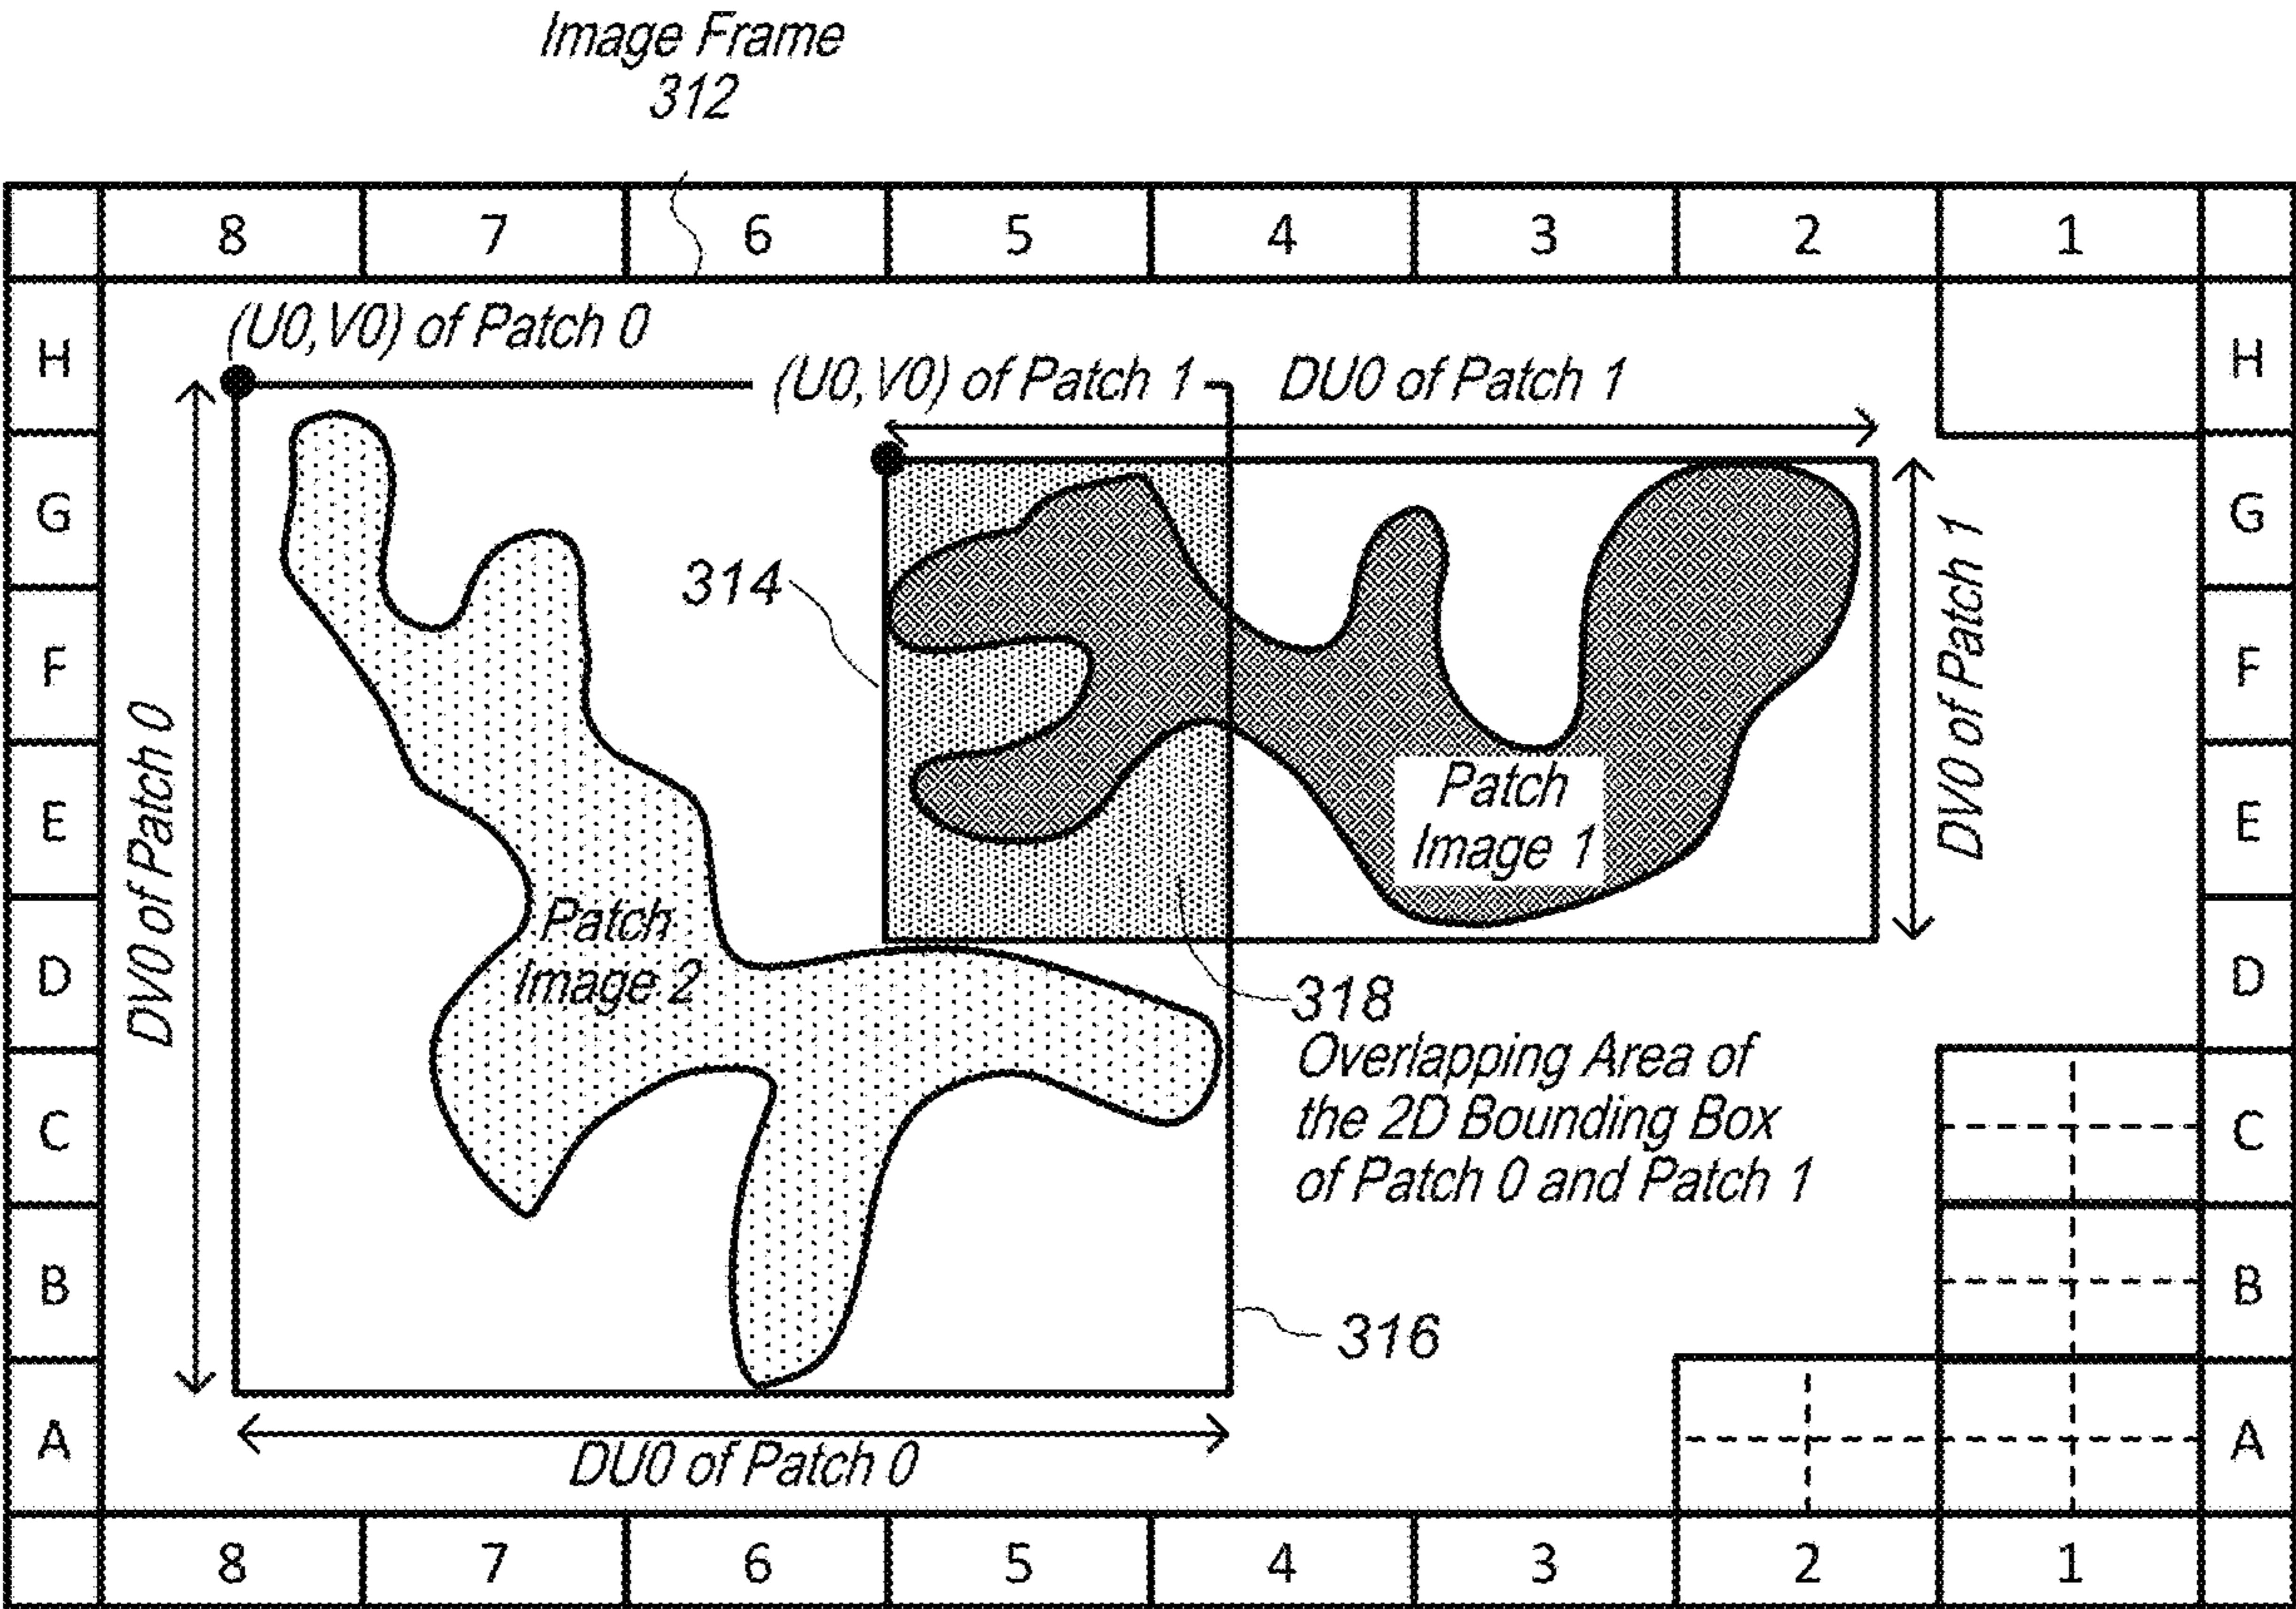 Image Frame
312
8 7 6 5 4 3 2 1
H
(U0,V0) of Patch 0
(U0,V0) of Patch 1
DU0 of Patch 1
H
G
G
314
DV0 of Patch 1
F
F
DV0 of Patch 0
E
Patch
Image 1
E
D
Patch
Image 2
318
D
Overlapping Area of
the 2D Bounding Box
of Patch 0 and Patch 1
C
C
B
316
B
A
DU0 of Patch 0
A
8 7 6 5 4 3 2 1